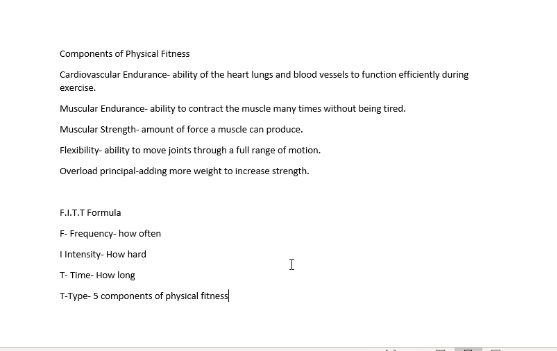 Components of Physical Fitness
Cardiovascular Endurance- ability of the heart lungs and blood vessels to function efficiently during
exercise.
Muscular Endurance- ability to contract the muscle many times without being tired.
Muscular Strength- amount of force a muscle can produce.
Flexibility- ability to move joints through a full range of motion.
Overload principal-adding more weight to increase strength.
F.I.T.T Formula
F- Frequency- how often
I Intensity- How hard
T- Time- How long
T-Type- 5 components of physical fitness